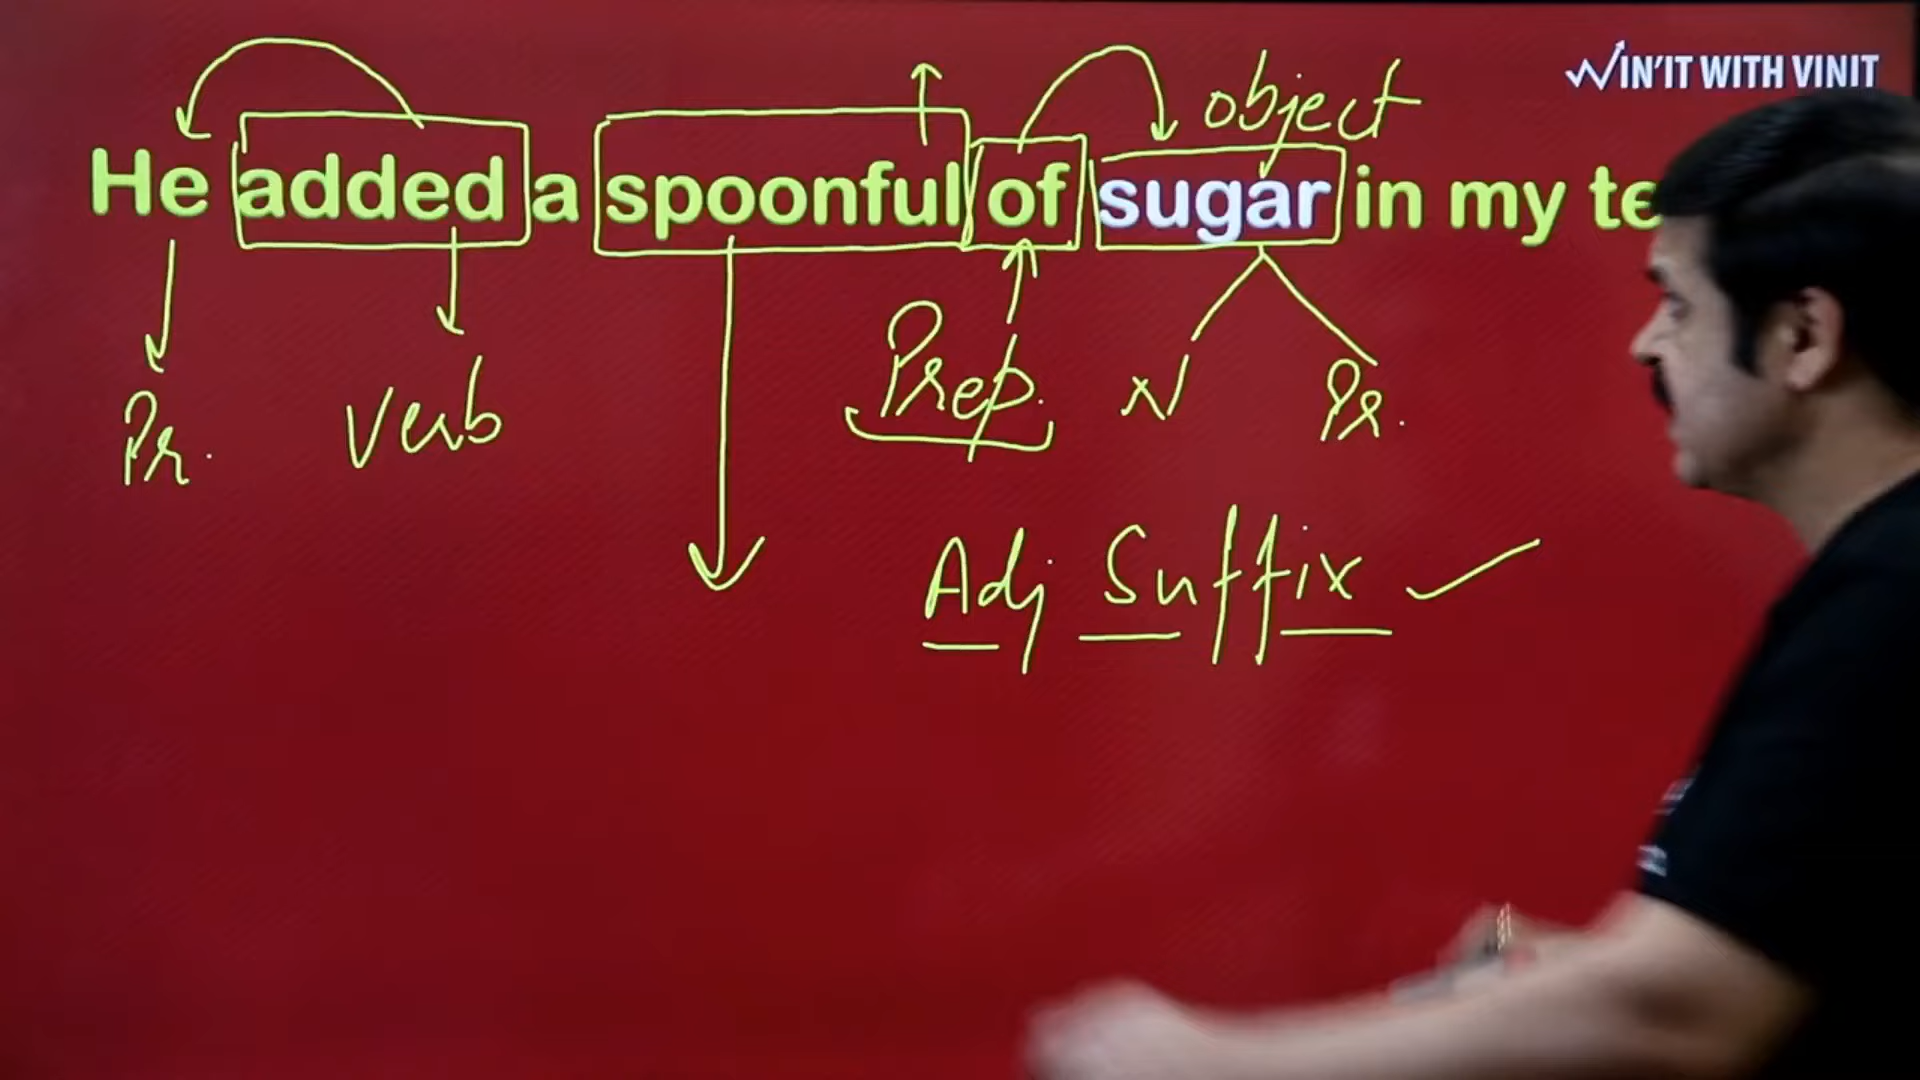 WIN'IT WITH VINIT
object
He added a spoonful of sugar in my te
Pr. Verb Prep. N Pr.
Adj Suffix